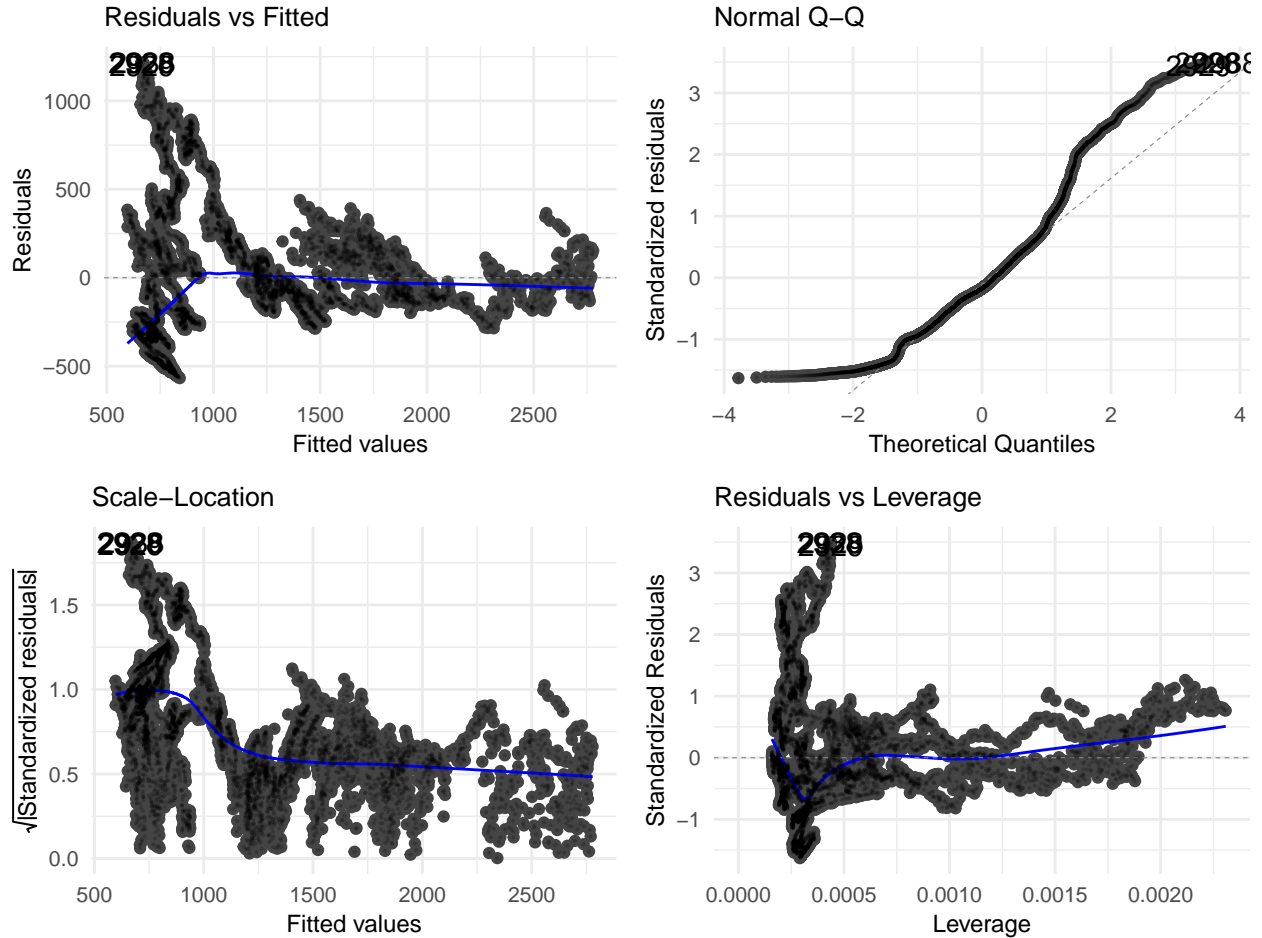 Residuals vs Fitted
Residuals
1000
500
0
−500
500 1000 1500 2000 2500
Fitted values
Normal Q−Q
Standardized residuals
3
2
1
0
−1
−4 −2 0 2 4
Theoretical Quantiles
Scale−Location
√|Standardized residuals|
1.5
1.0
0.5
0.0
500 1000 1500 2000 2500
Fitted values
Residuals vs Leverage
Standardized Residuals
3
2
1
0
−1
0.0000 0.0005 0.0010 0.0015 0.0020
Leverage